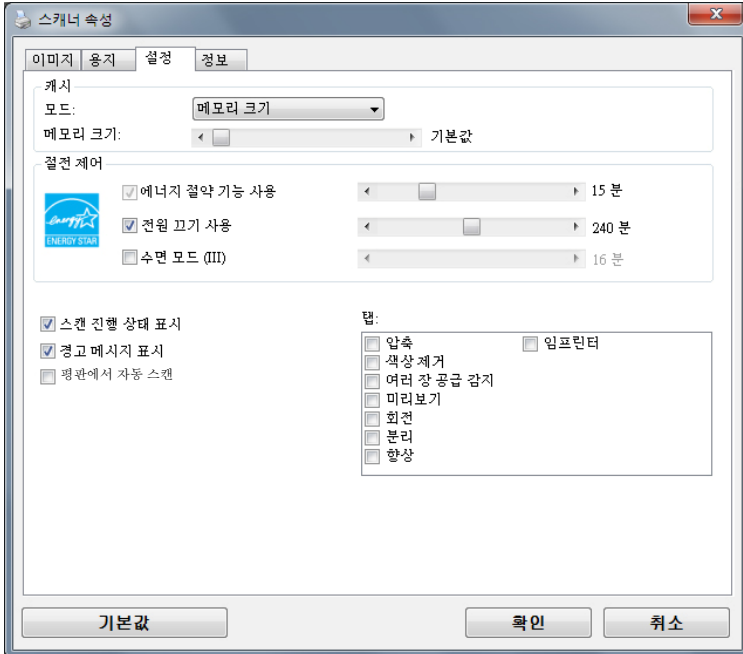 스캐너 속성
이미지 용지 설정 정보
캐시
모드: 메모리 크기
메모리 크기: 기본값
절전 제어
에너지 절약 기능 사용 15 분
energy
ENERGY STAR
전원 끄기 사용 240 분
수면 모드 (III) 16 분
스캔 진행 상태 표시
경고 메시지 표시
평판에서 자동 스캔
탭:
압축 임프린터
색상 제거
여러 장 공급 감지
미리보기
회전
분리
향상
기본값 확인 취소